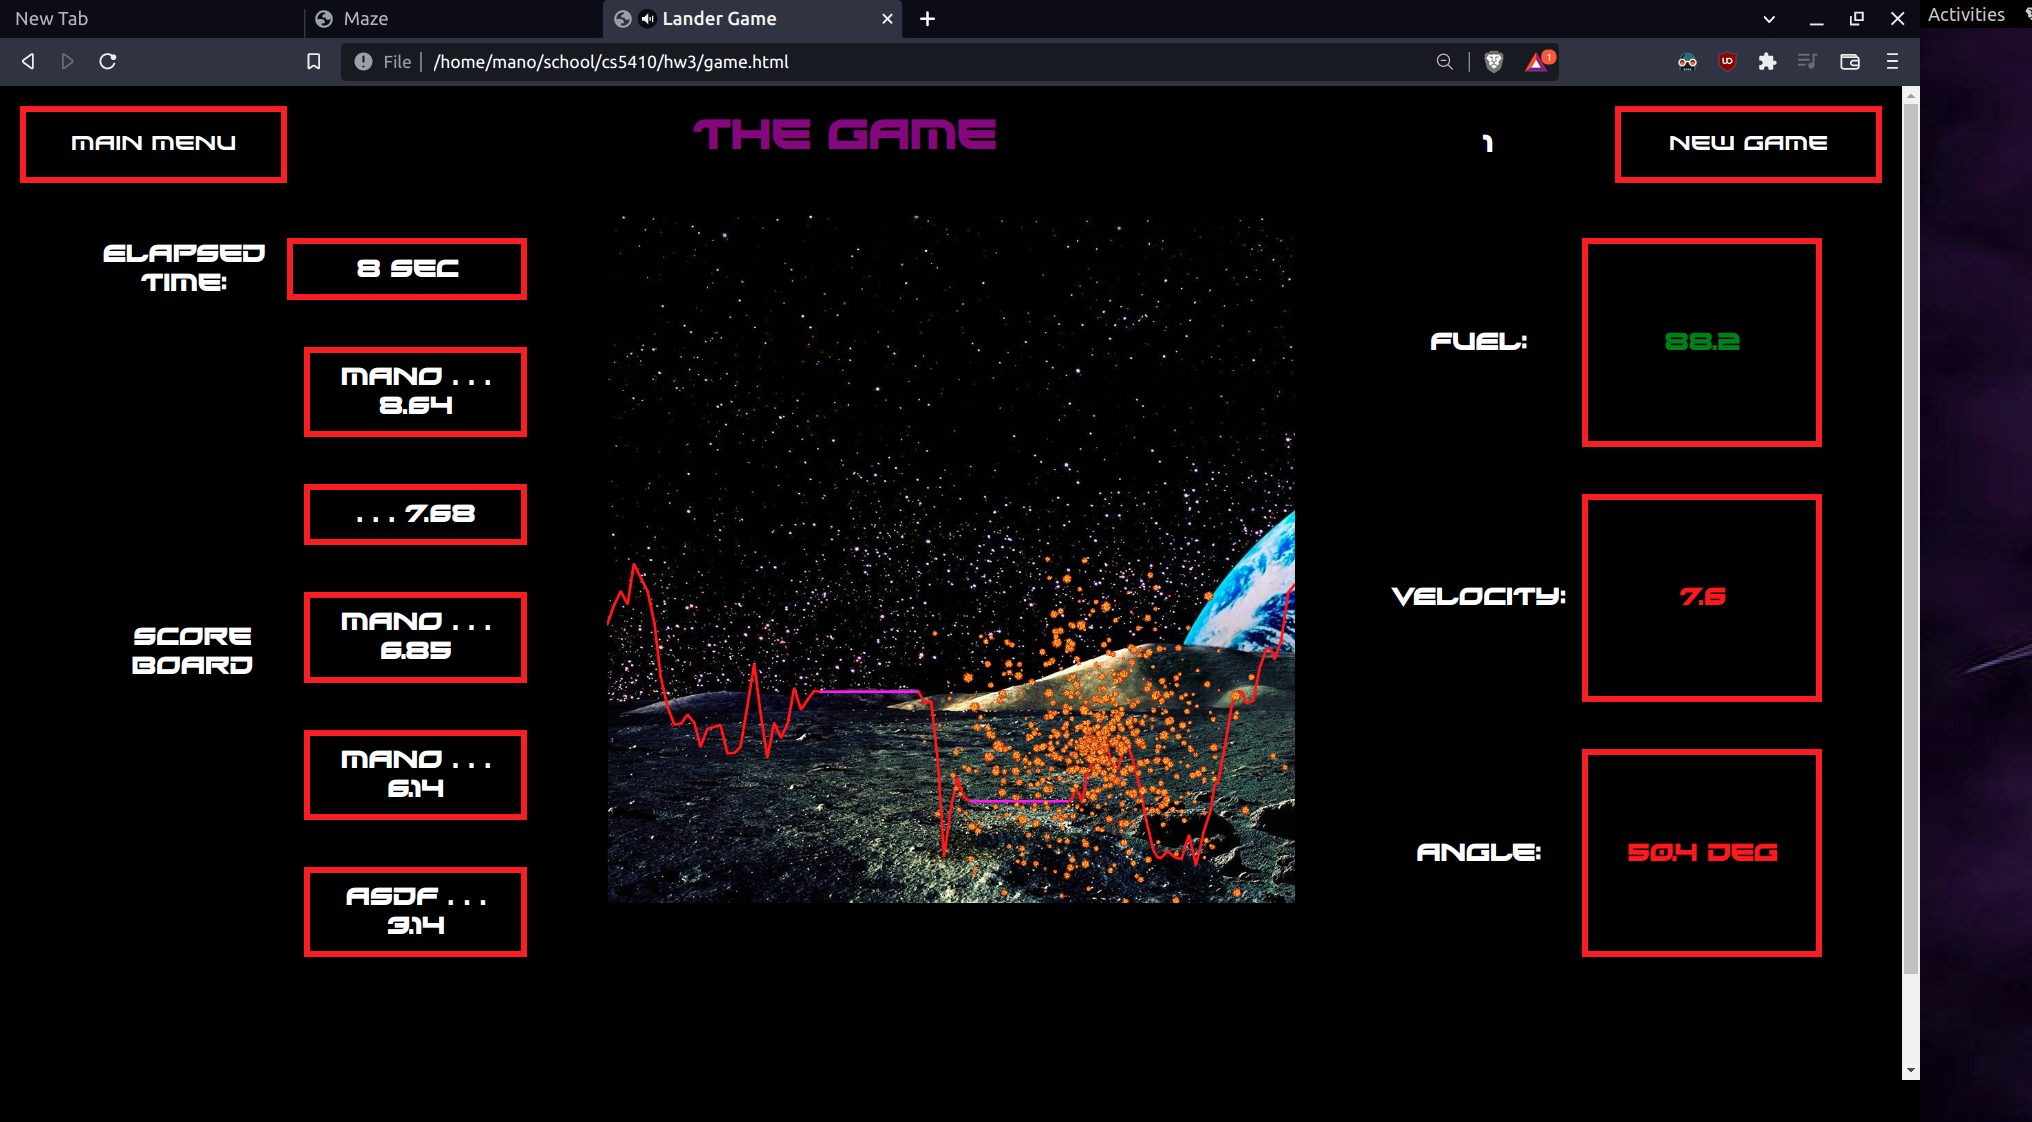 New Tab
Maze
Lander Game
Activities
File
/home/mano/school/cs5410/hw3/game.html
1
UO
MAIN MENU
THE GAME
1
NEW GAME
ELAPSED
TIME:
8 SEC
SCORE
BOARD
MANO ...
8.64
... 7.68
MANO ...
6.85
MANO ...
6.14
ASDF ...
3.14
FUEL:
88.2
VELOCITY:
7.6
ANGLE:
50.4 DEG